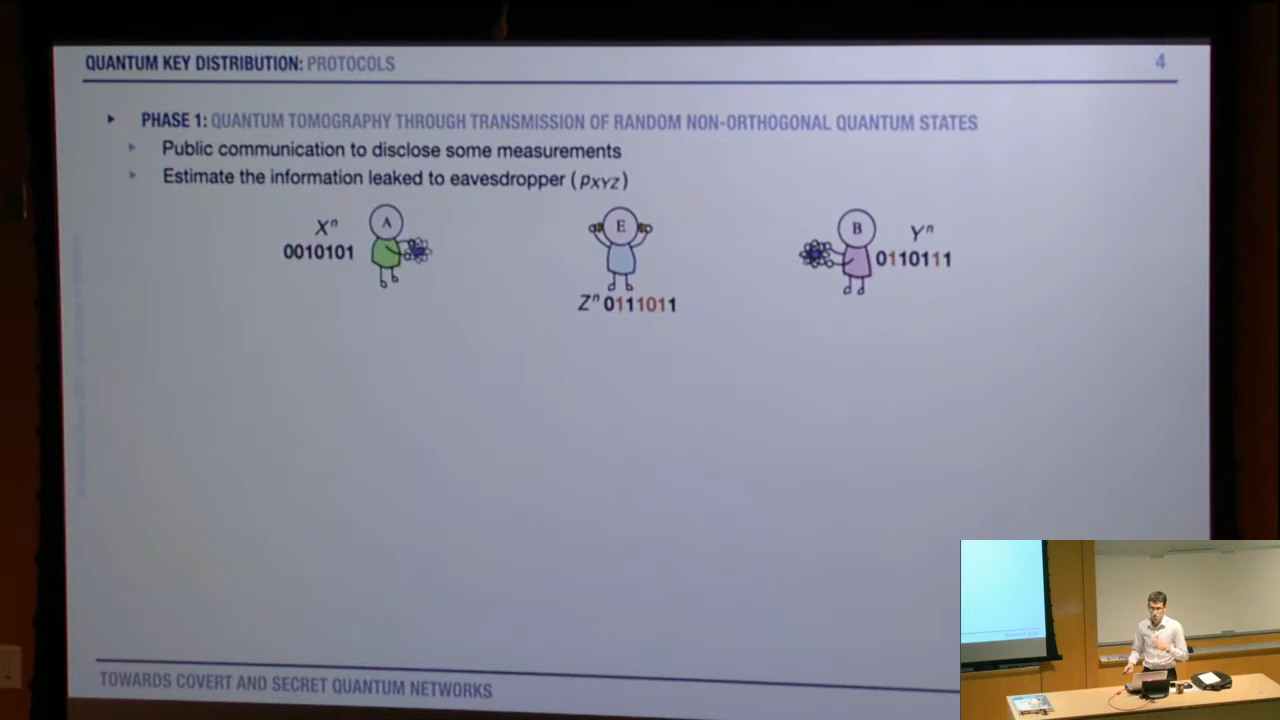 QUANTUM KEY DISTRIBUTION: PROTOCOLS
4
PHASE 1: QUANTUM TOMOGRAPHY THROUGH TRANSMISSION OF RANDOM NON-ORTHOGONAL QUANTUM STATES
Public communication to disclose some measurements
Estimate the information leaked to eavesdropper (pXYZ)
Xⁿ A E B Yⁿ
0010101 0110111
Zⁿ 0111011
TOWARDS COVERT AND SECRET QUANTUM NETWORKS